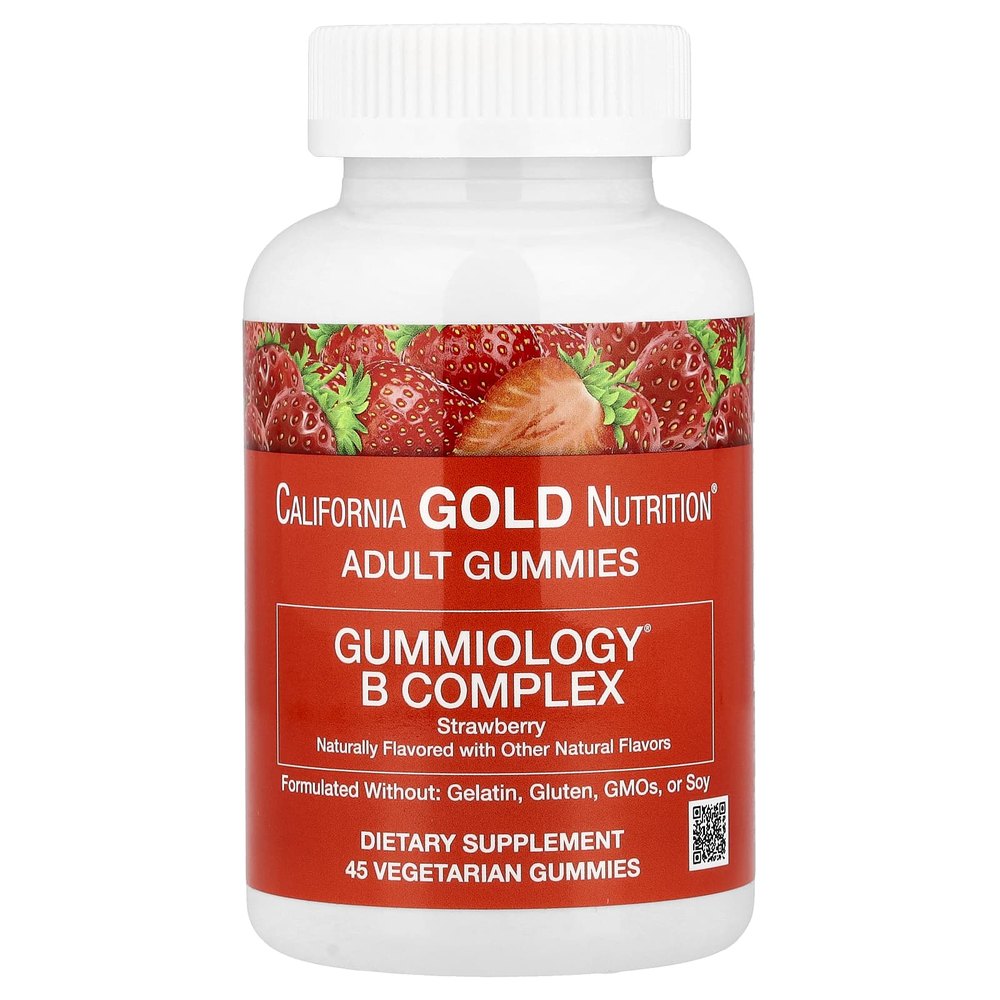 CALIFORNIA GOLD NUTRITION®
ADULT GUMMIES
GUMMIOLOGY®
B COMPLEX
Strawberry
Naturally Flavored with Other Natural Flavors
Formulated Without: Gelatin, Gluten, GMOs, or Soy
DIETARY SUPPLEMENT
45 VEGETARIAN GUMMIES